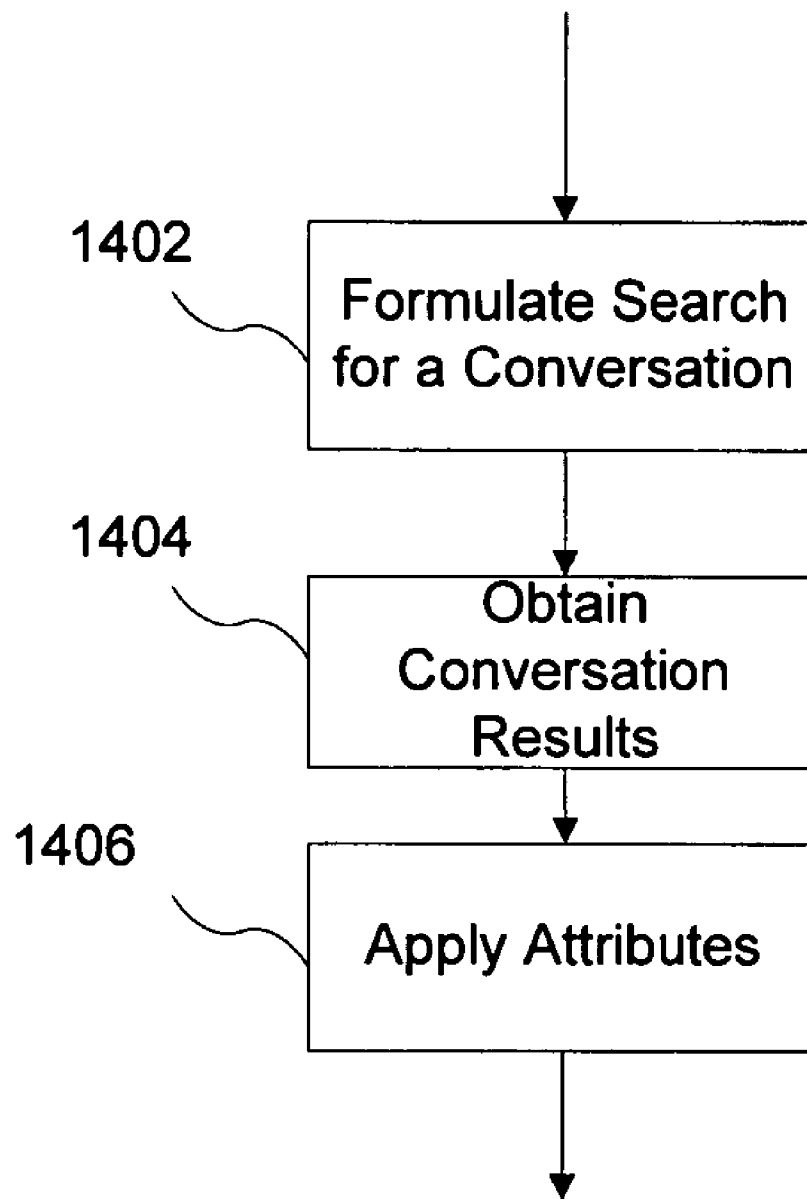 1402
Formulate Search
for a Conversation
1404
Obtain
Conversation
Results
1406
Apply Attributes